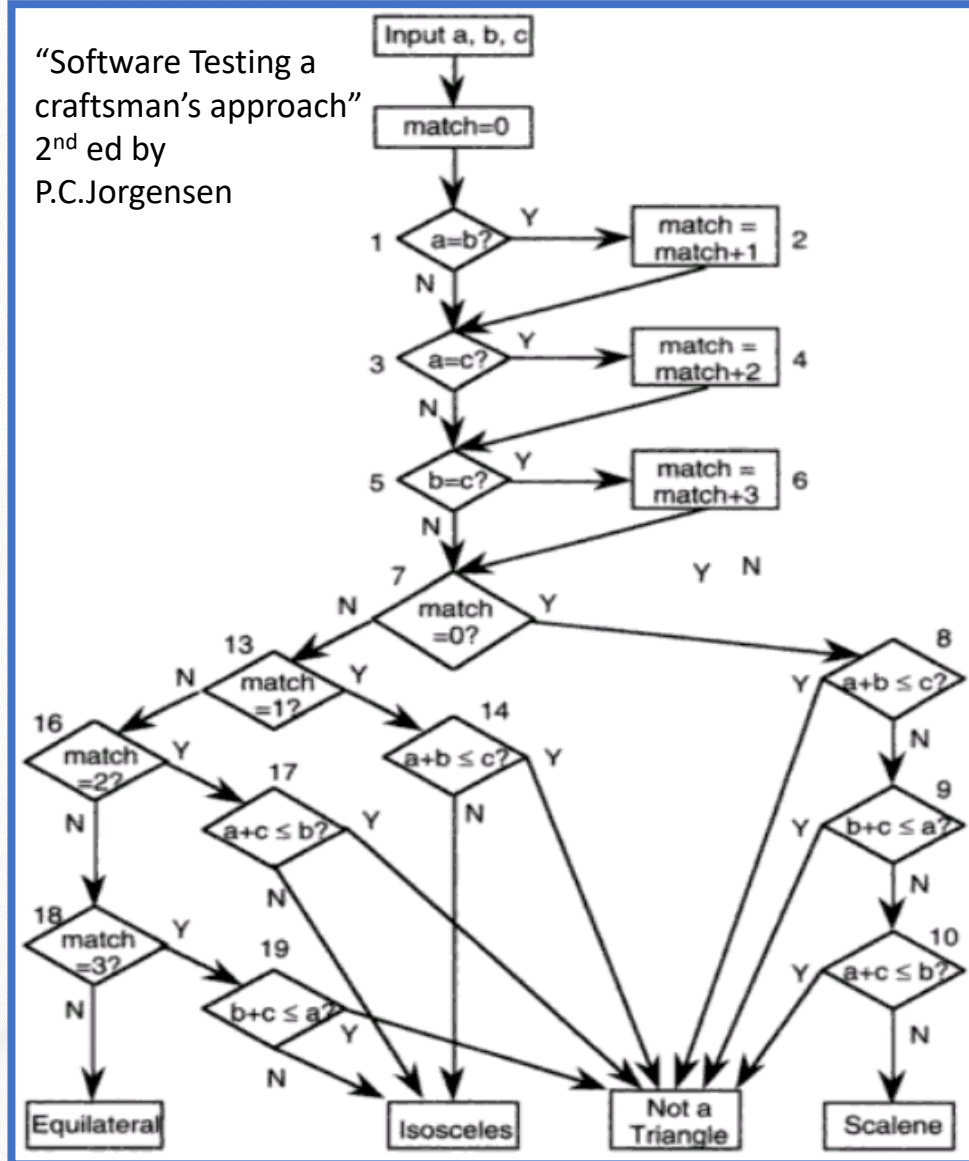 “Software Testing a
craftsman’s approach”
2nd ed by
P.C.Jorgensen
Input a, b, c
match=0
1
a=b?
Y
N
match =
match+1
2
3
a=c?
Y
N
match =
match+2
4
5
b=c?
Y
N
match =
match+3
6
Y N
7
match
=0?
N
Y
13
match
=1?
N
Y
8
a+b ≤ c?
Y
N
16
match
=2?
Y
N
14
a+b ≤ c?
Y
N
17
a+c ≤ b?
Y
N
9
b+c ≤ a?
Y
N
18
match
=3?
Y
N
19
b+c ≤ a?
Y
N
10
a+c ≤ b?
Y
N
Equilateral
Isosceles
Not a
Triangle
Scalene